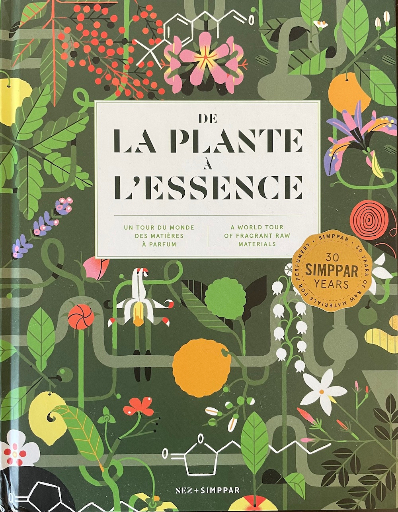 DE
LA PLANTE
À
L'ESSENCE
UN TOUR DU MONDE
DES MATIÈRES
À PARFUM
A WORLD TOUR
OF FRAGRANT RAW
MATERIALS
30
SIMPPAR
YEARS
NEZ+SIMPPAR